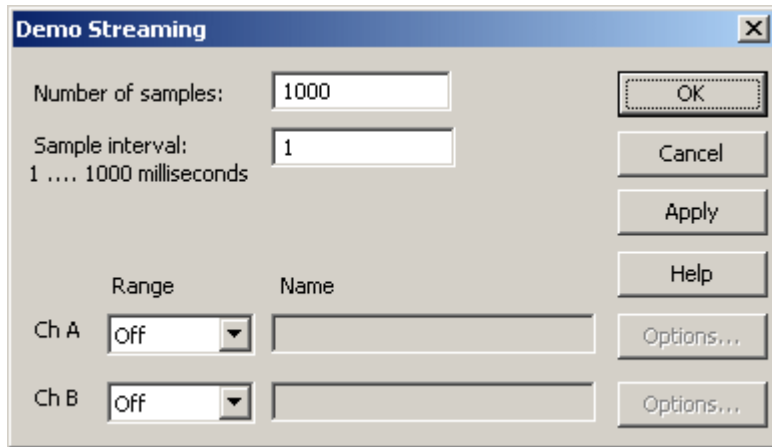 Demo Streaming
Number of samples: 1000
OK
Sample interval: 1
1 .... 1000 milliseconds
Cancel
Apply
Help
Range Name
Ch A Off Options...
Ch B Off Options...